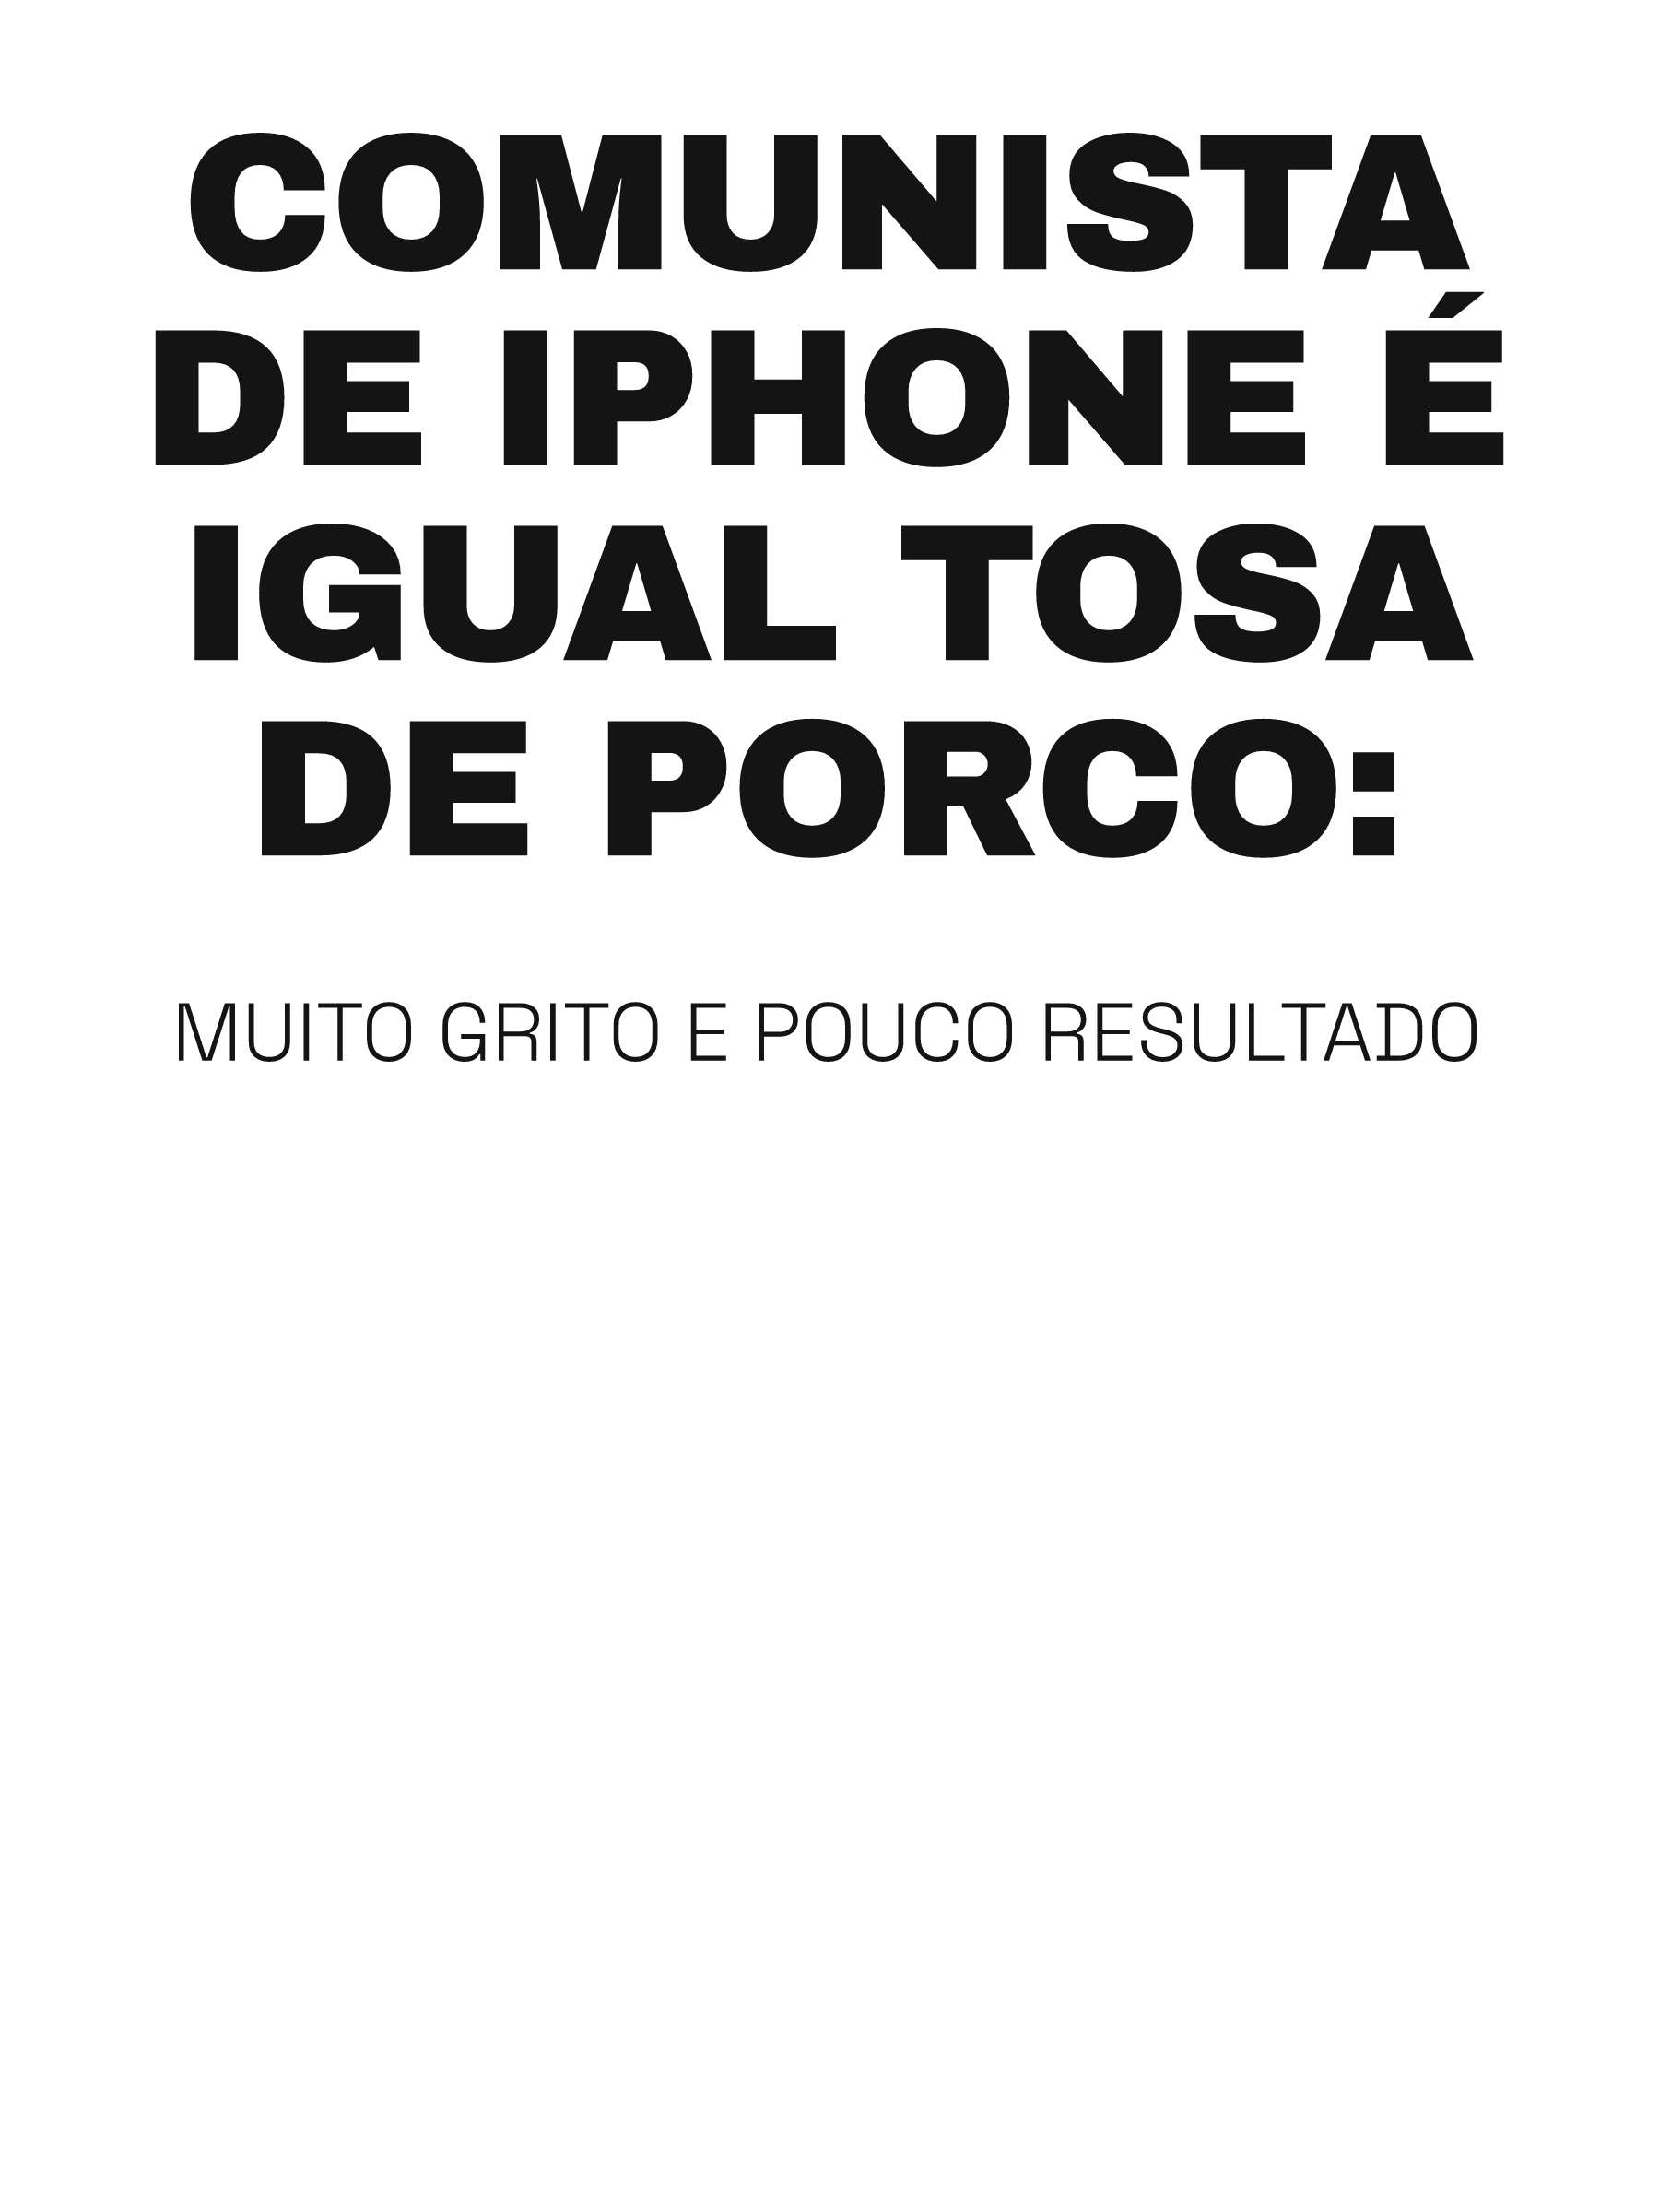 COMUNISTA
DE IPHONE É
IGUAL TOSA
DE PORCO:
MUITO GRITO E POUCO RESULTADO